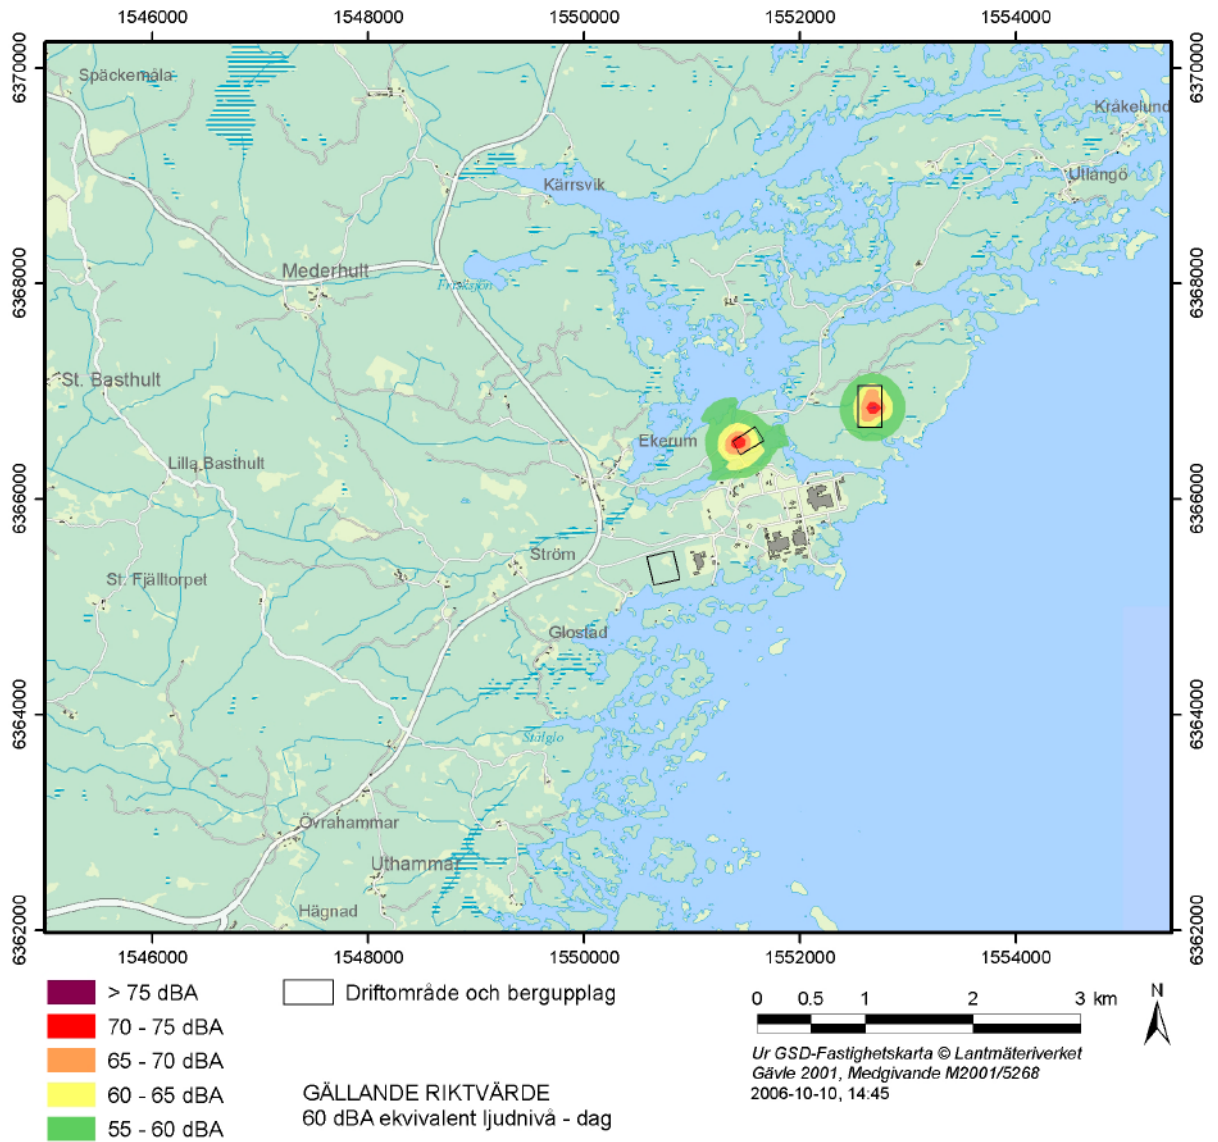 1546000 1548000 1550000 1552000 1554000
6370000 6370000
Späckemåla
Kråkelund
Utlångö
Kärrsvik
6368000 6368000
Mederhult
Frisksjön
St. Basthult
Ekerum
Lilla Basthult
6366000 6366000
Ström
St. Fjälltorpet
Glostad
6364000 6364000
Stålglo
Övrahammar
Uthammar
Hägnad
6362000 6362000
1546000 1548000 1550000 1552000 1554000
> 75 dBA
70 - 75 dBA
65 - 70 dBA
60 - 65 dBA
55 - 60 dBA
Driftområde och bergupplag
GÄLLANDE RIKTVÄRDE
60 dBA ekvivalent ljudnivå - dag
0 0.5 1 2 3 km
N
Ur GSD-Fastighetskarta © Lantmäteriverket
Gävle 2001, Medgivande M2001/5268
2006-10-10, 14:45